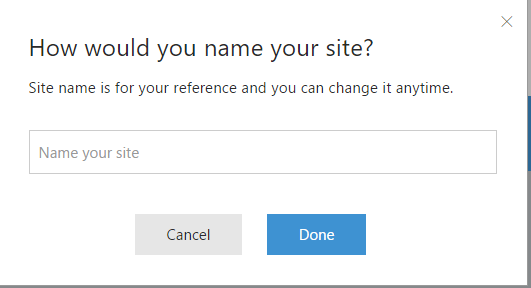 How would you name your site?
Site name is for your reference and you can change it anytime.
Name your site
Cancel
Done